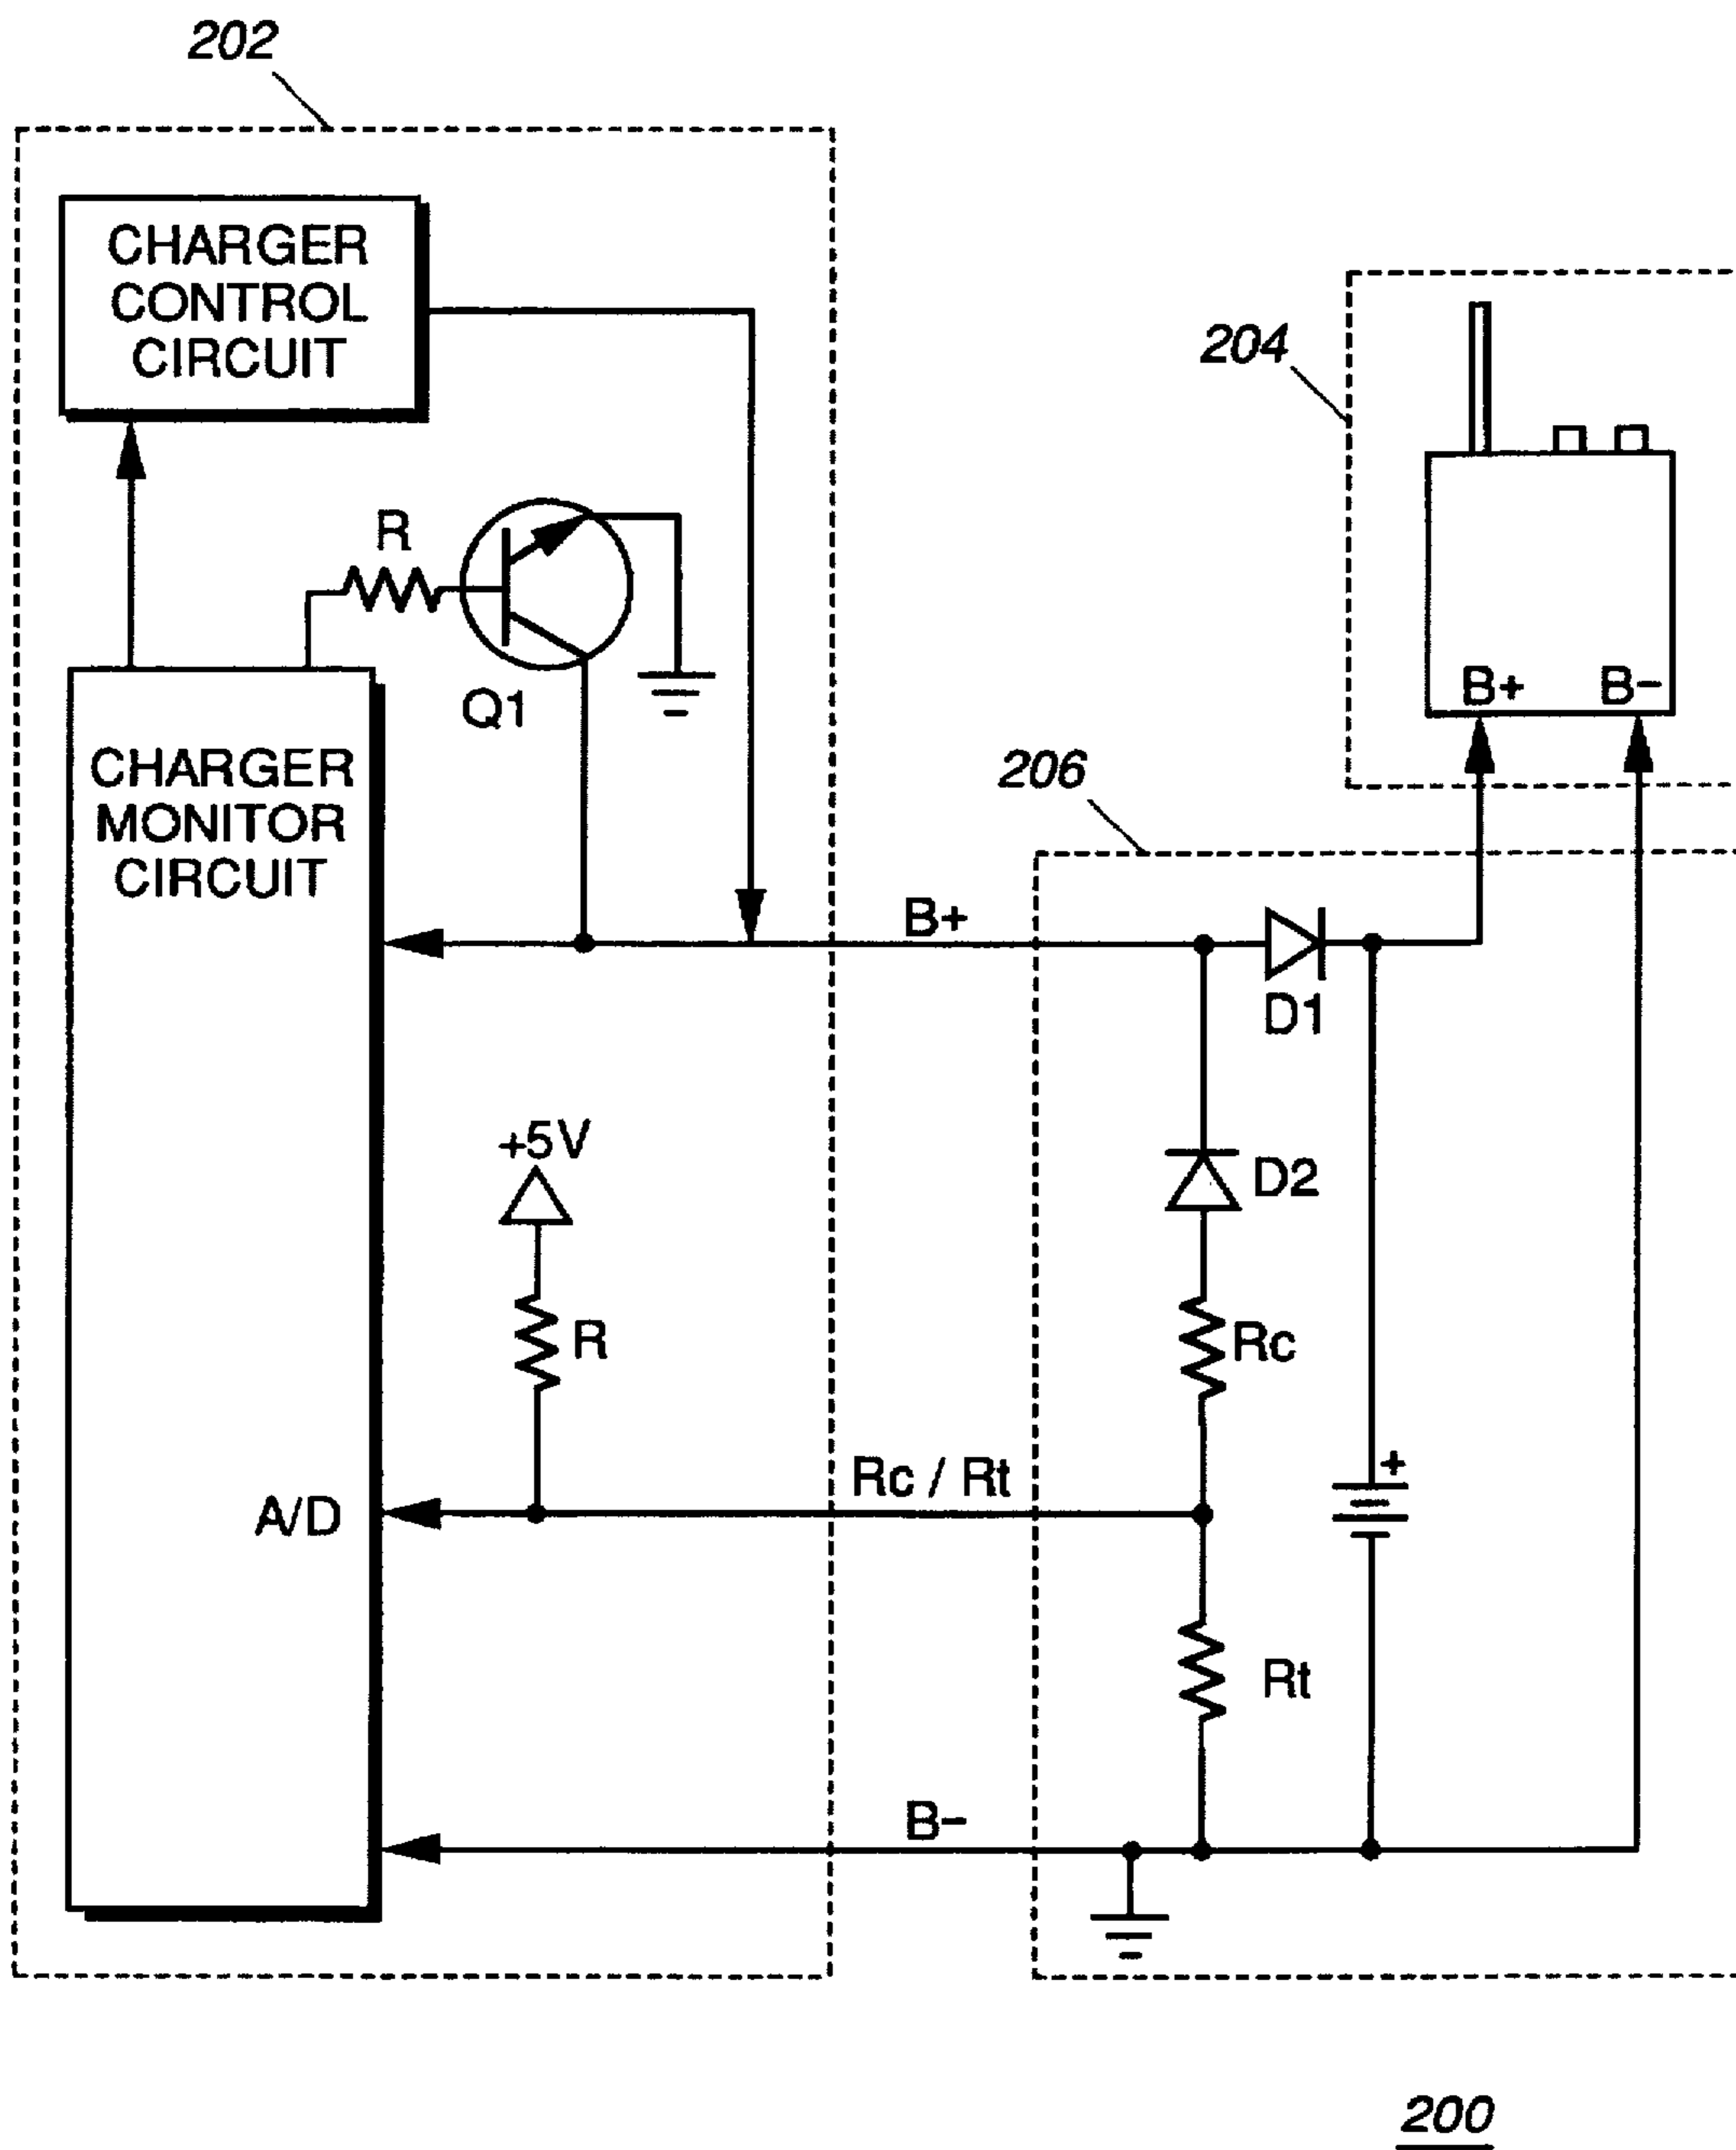 202
CHARGER
CONTROL
CIRCUIT
204
R
Q1
B+ B-
CHARGER
MONITOR
CIRCUIT
206
B+
D1
+5V
D2
R
Rc
Rc / Rt
+
A/D
Rt
B-
200